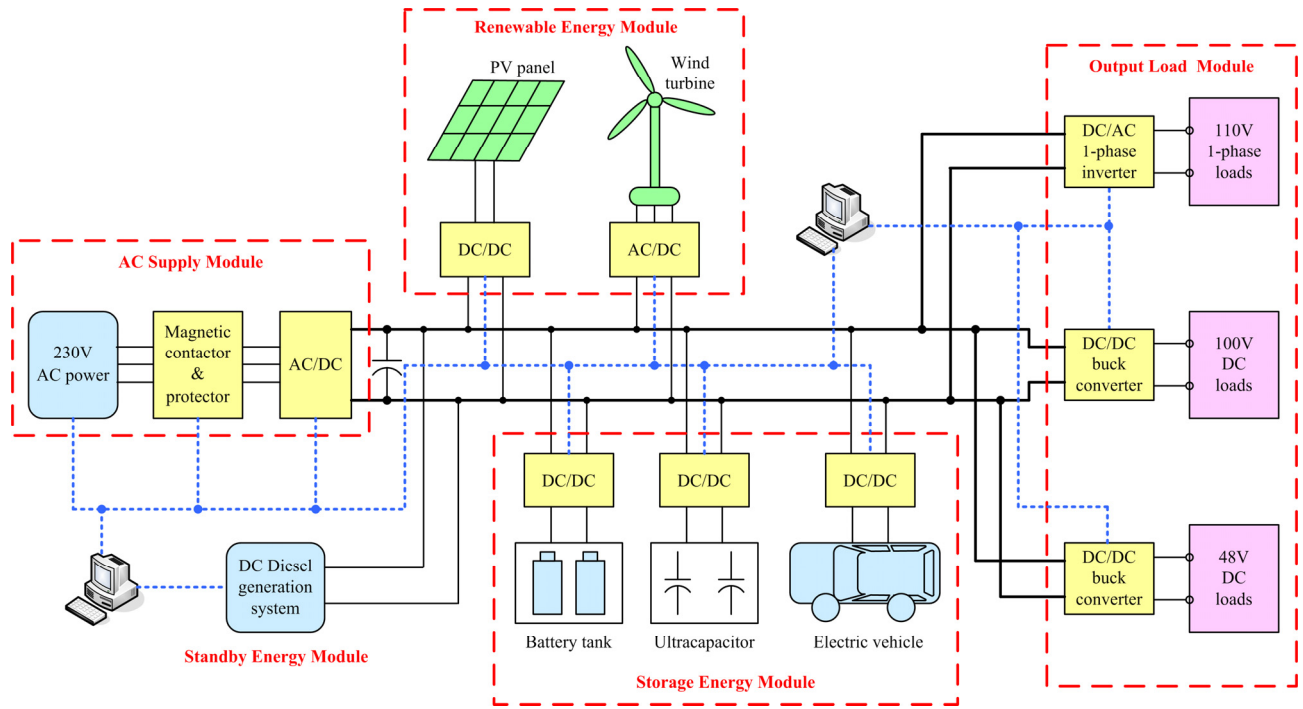 Renewable Energy Module
PV panel
Wind
turbine
DC/DC
AC/DC
AC Supply Module
230V
AC power
Magnetic
contactor
&
protector
AC/DC
DC Diesel
generation
system
Standby Energy Module
DC/DC
DC/DC
DC/DC
Battery tank
Ultracapacitor
Electric vehicle
Storage Energy Module
Output Load Module
DC/AC
1-phase
inverter
110V
1-phase
loads
DC/DC
buck
converter
100V
DC
loads
DC/DC
buck
converter
48V
DC
loads